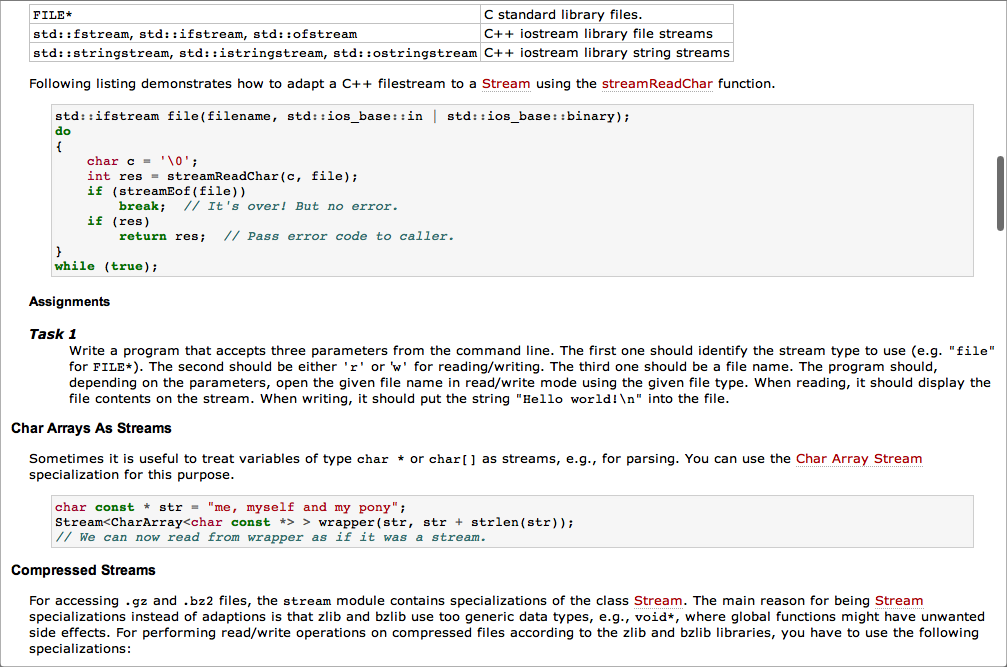 FILE* C standard library files.
std::fstream, std::ifstream, std::ofstream C++ iostream library file streams
std::stringstream, std::istringstream, std::ostringstream C++ iostream library string streams
Following listing demonstrates how to adapt a C++ filestream to a Stream using the streamReadChar function.
std::ifstream file(filename, std::ios_base::in | std::ios_base::binary);
do
{
    char c = '\0';
    int res = streamReadChar(c, file);
    if (streamEof(file))
        break;  // It's over! But no error.
    if (res)
        return res;  // Pass error code to caller.
}
while (true);
Assignments
Task 1
Write a program that accepts three parameters from the command line. The first one should identify the stream type to use (e.g. "file"
for FILE*). The second should be either 'r' or 'w' for reading/writing. The third one should be a file name. The program should,
depending on the parameters, open the given file name in read/write mode using the given file type. When reading, it should display the
file contents on the stream. When writing, it should put the string "Hello world!\n" into the file.
Char Arrays As Streams
Sometimes it is useful to treat variables of type char * or char[] as streams, e.g., for parsing. You can use the Char Array Stream
specialization for this purpose.
char const * str = "me, myself and my pony";
Stream<CharArray<char const *> > wrapper(str, str + strlen(str));
// We can now read from wrapper as if it was a stream.
Compressed Streams
For accessing .gz and .bz2 files, the stream module contains specializations of the class Stream. The main reason for being Stream
specializations instead of adaptions is that zlib and bzlib use too generic data types, e.g., void*, where global functions might have unwanted
side effects. For performing read/write operations on compressed files according to the zlib and bzlib libraries, you have to use the following
specializations: